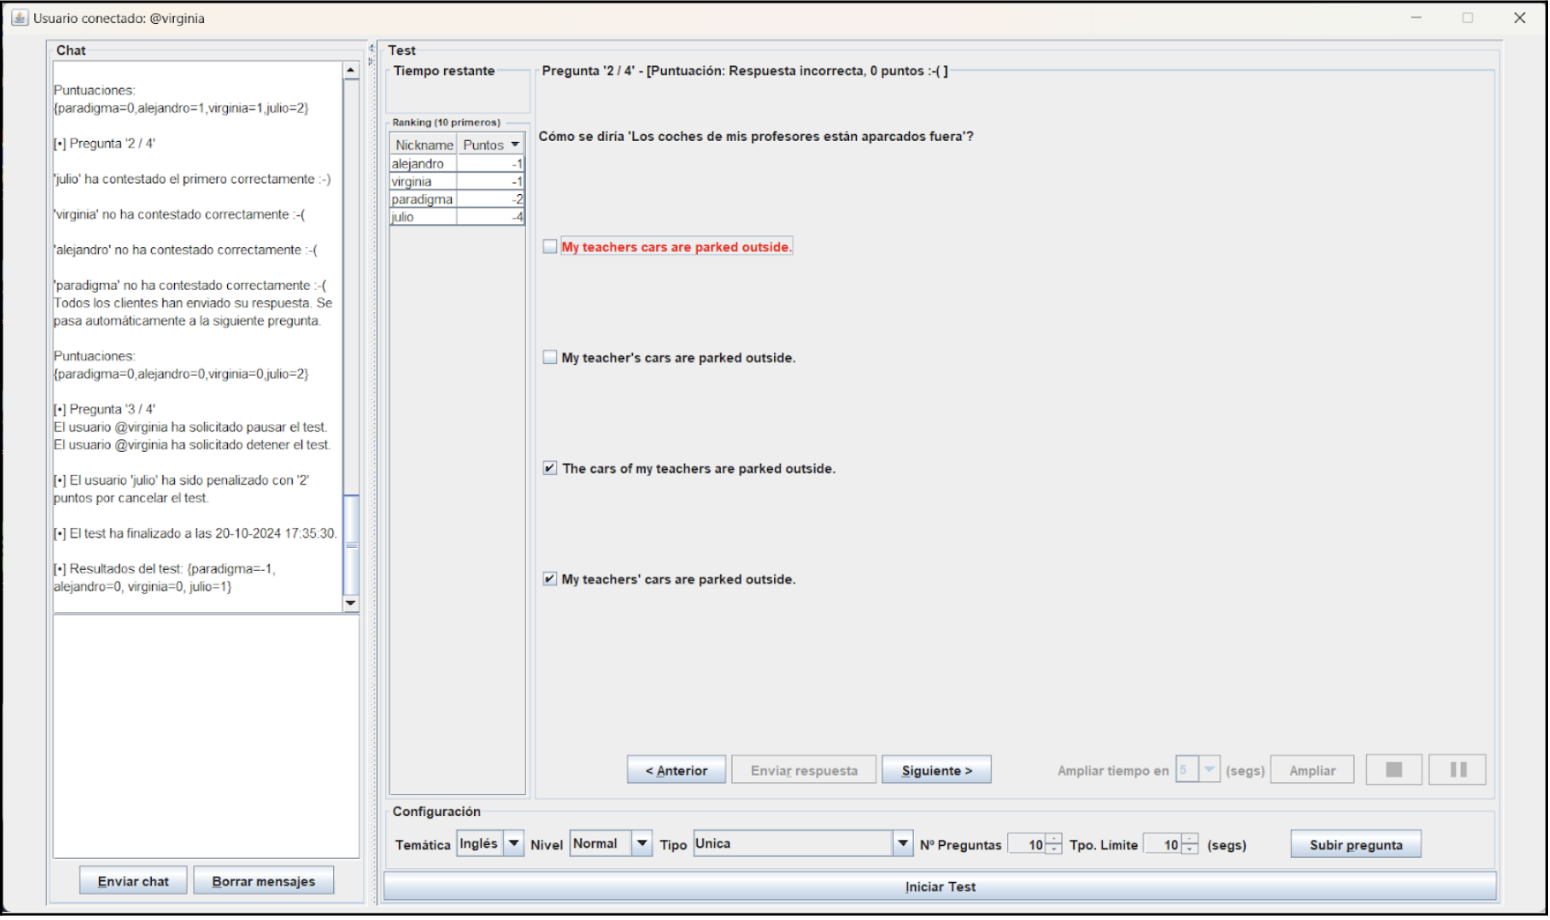 Usuario conectado: @virginia
Chat
Puntuaciones:
{paradigma=0,alejandro=1,virginia=1,julio=2}
[•] Pregunta '2 / 4'
'julio' ha contestado el primero correctamente :-)
'virginia' no ha contestado correctamente :-(
'alejandro' no ha contestado correctamente :-(
'paradigma' no ha contestado correctamente :-(
Todos los clientes han enviado su respuesta. Se
pasa automáticamente a la siguiente pregunta.
Puntuaciones:
{paradigma=0,alejandro=0,virginia=0,julio=2}
[•] Pregunta '3 / 4'
El usuario @virginia ha solicitado pausar el test.
El usuario @virginia ha solicitado detener el test.
[•] El usuario 'julio' ha sido penalizado con '2'
puntos por cancelar el test.
[•] El test ha finalizado a las 20-10-2024 17:35:30.
[•] Resultados del test: {paradigma=-1,
alejandro=0, virginia=0, julio=1}
Enviar chat Borrar mensajes
Test
Tiempo restante
Ranking (10 primeros)
Nickname Puntos
alejandro -1
virginia -1
paradigma -2
julio -4
Pregunta '2 / 4' - [Puntuación: Respuesta incorrecta, 0 puntos :-( ]
Cómo se diría 'Los coches de mis profesores están aparcados fuera'?
My teachers cars are parked outside.
My teacher's cars are parked outside.
The cars of my teachers are parked outside.
My teachers' cars are parked outside.
< Anterior Enviar respuesta Siguiente > Ampliar tiempo en 5 (segs) Ampliar
Configuración
Temática Inglés Nivel Normal Tipo Unica Nº Preguntas 10 Tpo. Limite 10 (segs) Subir pregunta
Iniciar Test